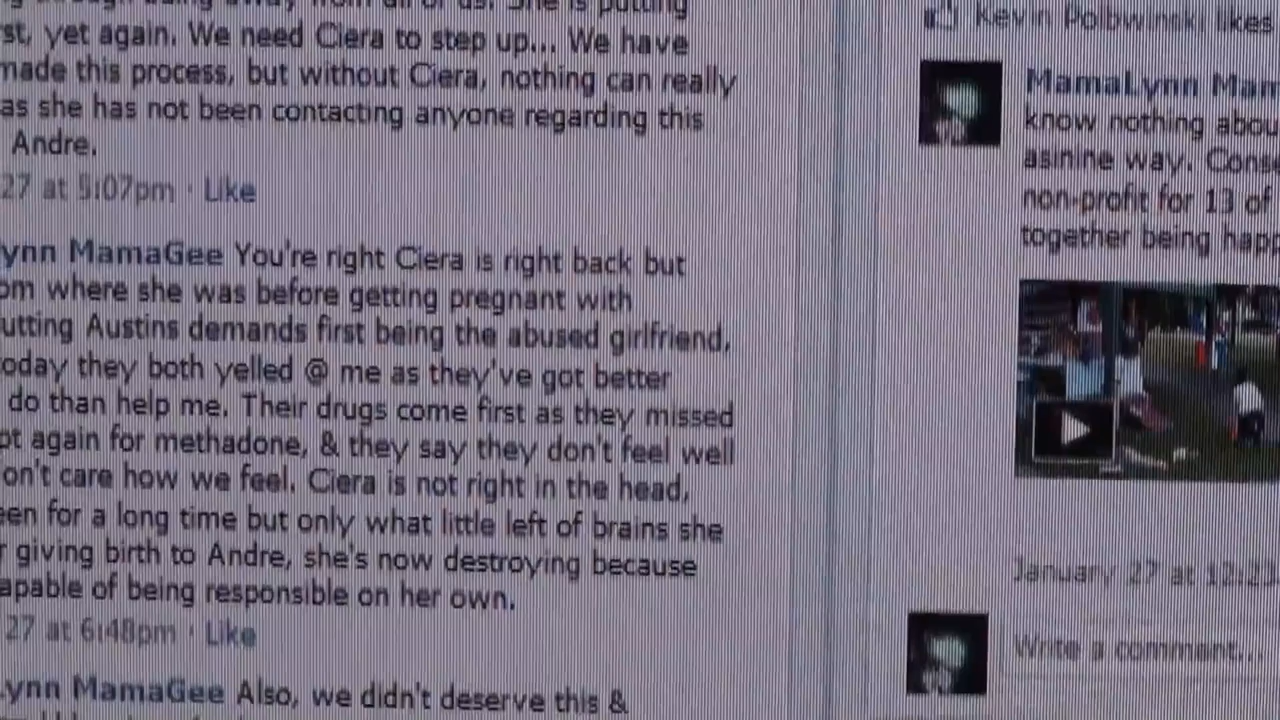 She is putting
st, yet again. We need Ciera to step up... We have
made this process, but without Ciera, nothing can really
as she has not been contacting anyone regarding this
Andre.
27 at 9:07pm · Like
ynn MamaGee You're right Ciera is right back but
om where she was before getting pregnant with
utting Austins demands first being the abused girlfriend,
oday they both yelled @ me as they've got better
do than help me. Their drugs come first as they missed
pt again for methadone, & they say they don't feel well
on't care how we feel. Ciera is not right in the head,
een for a long time but only what little left of brains she
r giving birth to Andre, she's now destroying because
apable of being responsible on her own.
27 at 6:48pm · Like
Lynn MamaGee Also, we didn't deserve this &
Kevin Polbwinski likes
MamaLynn Mam
know nothing abou
asinine way. Conse
non-profit for 13 of
together being happ
January 27 at 12:23
Write a comment...